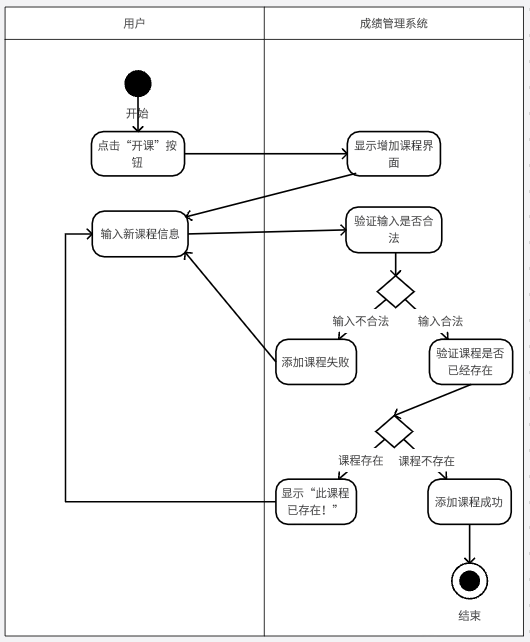 用户
成绩管理系统
开始
点击“开课”按
钮
显示增加课程界
面
输入新课程信息
验证输入是否合
法
输入不合法
输入合法
添加课程失败
验证课程是否
已经存在
课程存在
课程不存在
显示“此课程
已存在！”
添加课程成功
结束